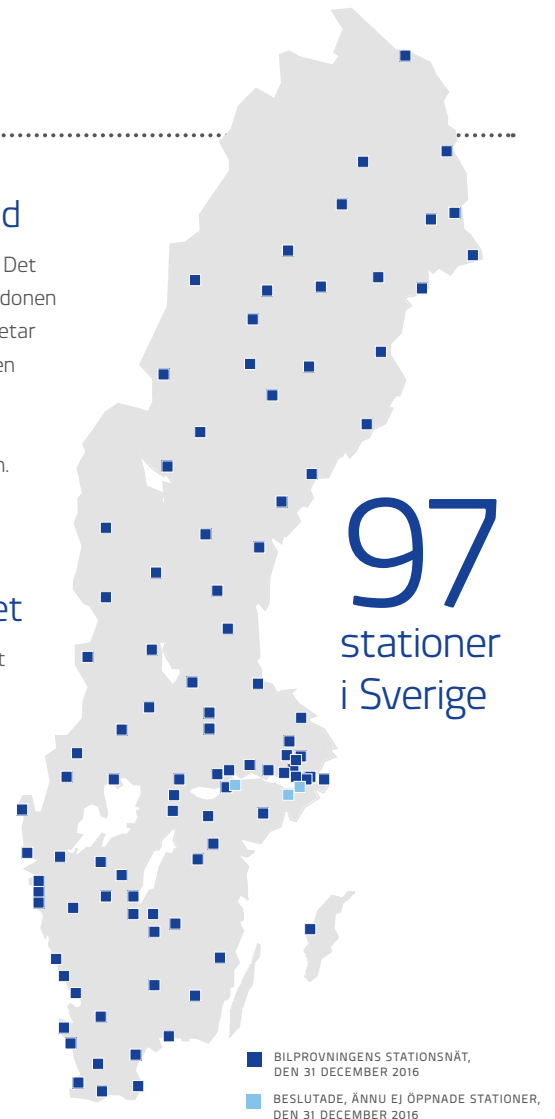 d
Det
donen
etar
en
n.
et
t
97
stationer
i Sverige
BILPROVNINGENS STATIONSNÄT,
DEN 31 DECEMBER 2016
BESLUTADE, ÄNNU EJ ÖPPNADE STATIONER,
DEN 31 DECEMBER 2016